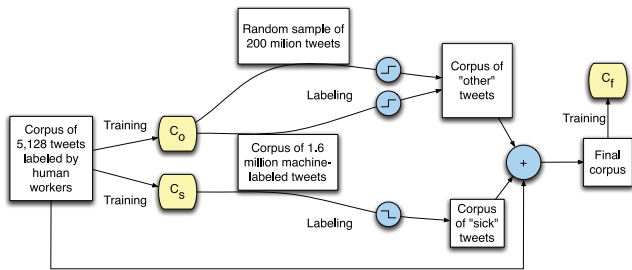 Random sample of
200 milion tweets
Corpus of
"other"
tweets
C_f
Labeling
Training
Training
C_o
Corpus of
5,128 tweets
labeled by
human
workers
Corpus of 1.6
million machine-
labeled tweets
+
Final
corpus
Training
C_s
Labeling
Corpus
of "sick"
tweets